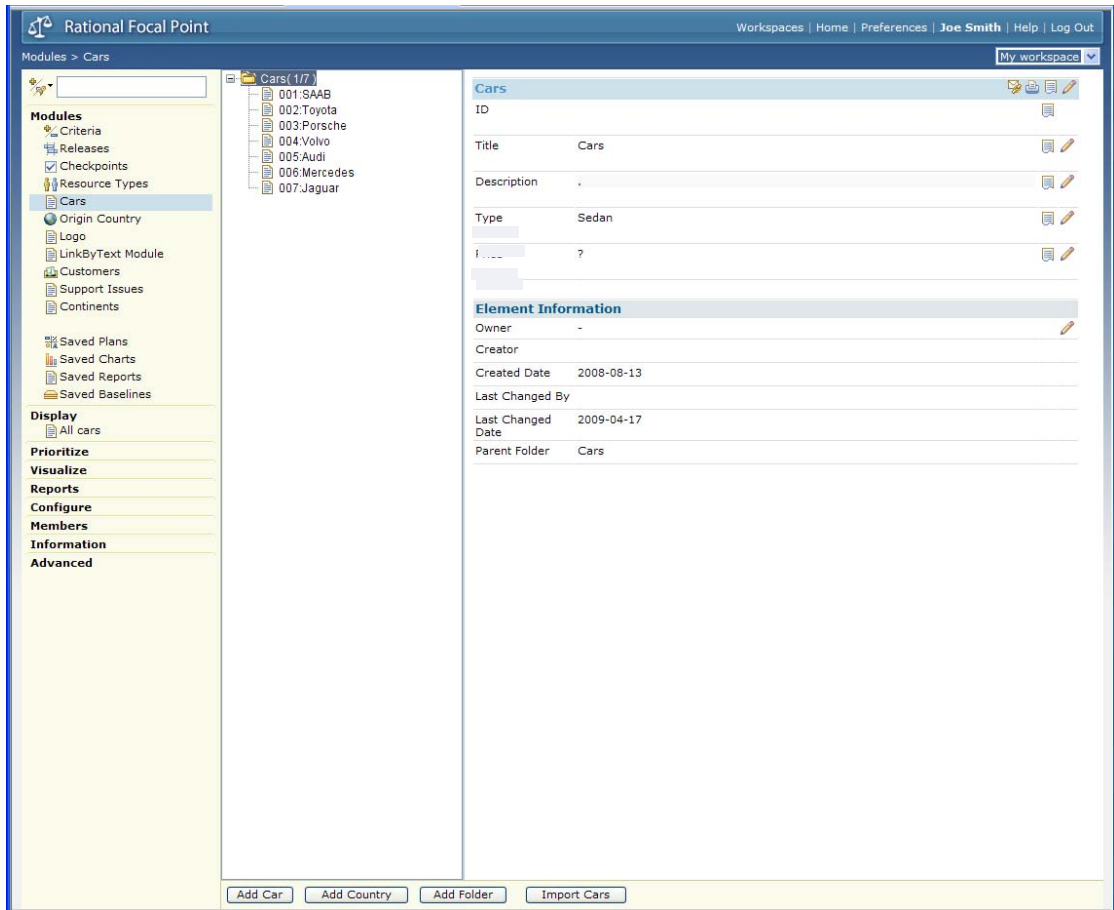 Rational Focal Point
Workspaces | Home | Preferences | Joe Smith | Help | Log Out
Modules > Cars
My workspace
Modules
Criteria
Releases
Checkpoints
Resource Types
Cars
Origin Country
Logo
LinkByText Module
Customers
Support Issues
Continents
Saved Plans
Saved Charts
Saved Reports
Saved Baselines
Display
All cars
Prioritize
Visualize
Reports
Configure
Members
Information
Advanced
Cars( 1/7 )
001:SAAB
002:Toyota
003:Porsche
004:Volvo
005:Audi
006:Mercedes
007:Jaguar
Cars
ID
Title Cars
Description .
Type Sedan
?
Element Information
Owner -
Creator
Created Date 2008-08-13
Last Changed By
Last Changed Date 2009-04-17
Parent Folder Cars
Add Car
Add Country
Add Folder
Import Cars